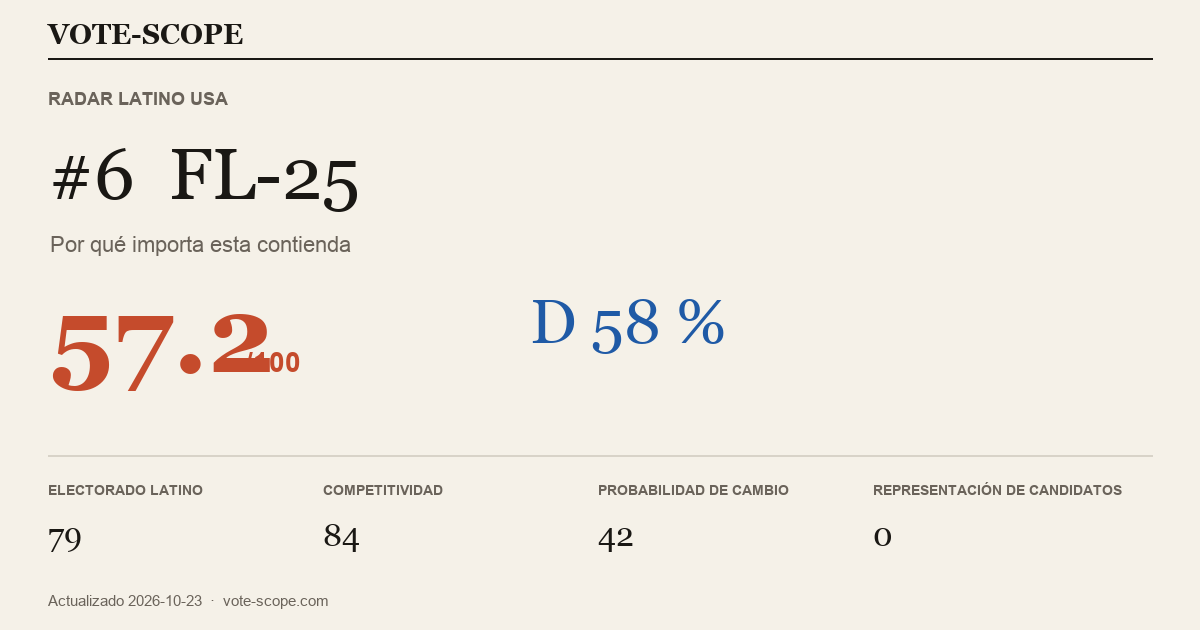 VOTE-SCOPE
RADAR LATINO USA
#6 FL-25
Por qué importa esta contienda
57.2/100
D 58 %
ELECTORADO LATINO COMPETITIVIDAD PROBABILIDAD DE CAMBIO REPRESENTACIÓN DE CANDIDATOS
79 84 42 0
Actualizado 2026-10-23 · vote-scope.com